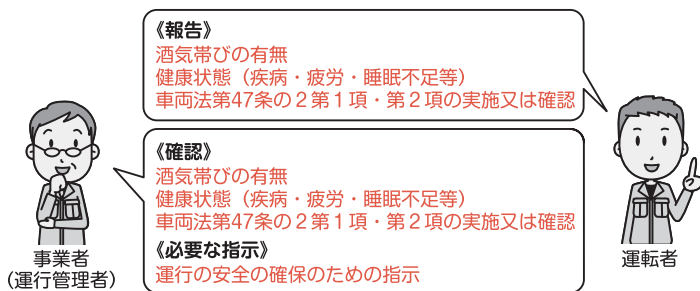 《報告》
酒気帯びの有無
健康状態（疾病・疲労・睡眠不足等）
車両法第47条の２第１項・第２項の実施又は確認
《確認》
酒気帯びの有無
健康状態（疾病・疲労・睡眠不足等）
車両法第47条の２第１項・第２項の実施又は確認
《必要な指示》
運行の安全の確保のための指示
事業者
（運行管理者）
運転者